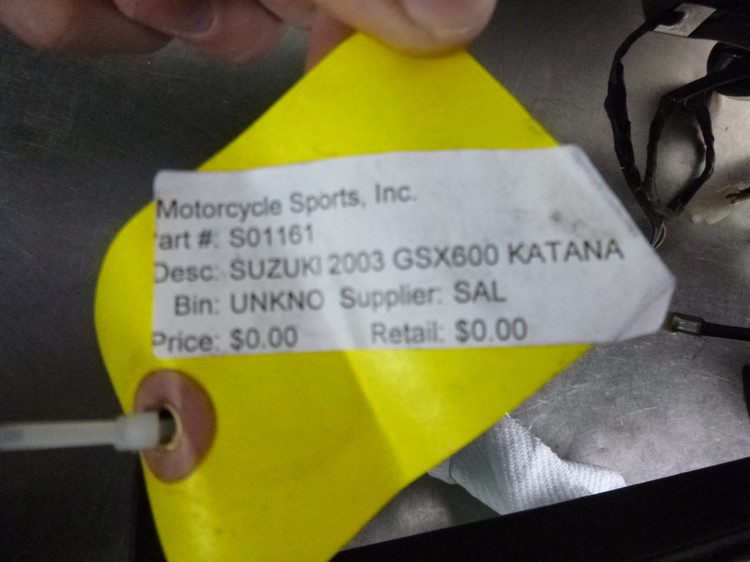 Motorcycle Sports, Inc.
Part #: S01161
Desc: SUZUKI 2003 GSX600 KATANA
Bin: UNKNO Supplier: SAL
Price: $0.00 Retail: $0.00